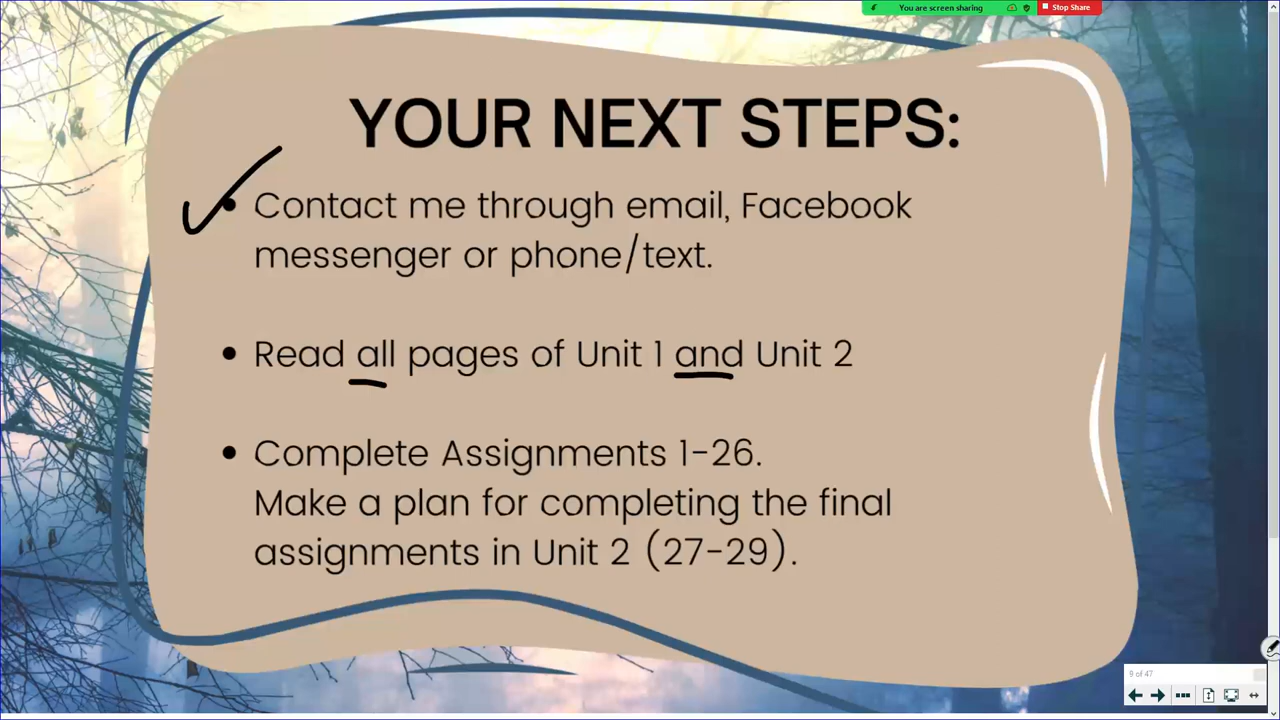 You are screen sharing
Stop Share
YOUR NEXT STEPS:
• Contact me through email, Facebook
messenger or phone/text.
• Read all pages of Unit 1 and Unit 2
• Complete Assignments 1-26.
Make a plan for completing the final
assignments in Unit 2 (27-29).
9 of 47